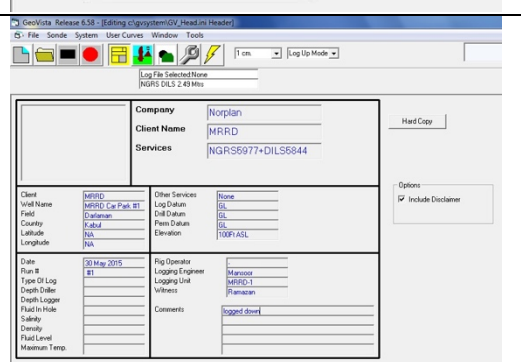 GeoVista Release 6.58 - [Editing c:\gvsystem\GV_Head.ini Header]
File Sonde System User Curves Window Tools
1 cm. Log Up Mode
Log File Selected:None
NGRS DILS 2.49 Mtrs
Company Norplan
Client Name MRRD
Services NGRS5977+DILS5844
Hard Copy
Options
Include Disclaimer
Client MRRD
Well Name MRRD Car Park #1
Field Darlaman
Country Kabul
Latitude NA
Longitude NA
Other Services None
Log Datum GL
Drill Datum GL
Perm Datum GL
Elevation 100Ft ASL
Date 30 May 2015
Run # #1
Type Of Log
Depth Driller
Depth Logger
Fluid In Hole
Salinity
Density
Fluid Level
Maximum Temp.
Rig Operator -
Logging Engineer Mansoor
Logging Unit MRRD-1
Witness Ramazan
Comments logged down